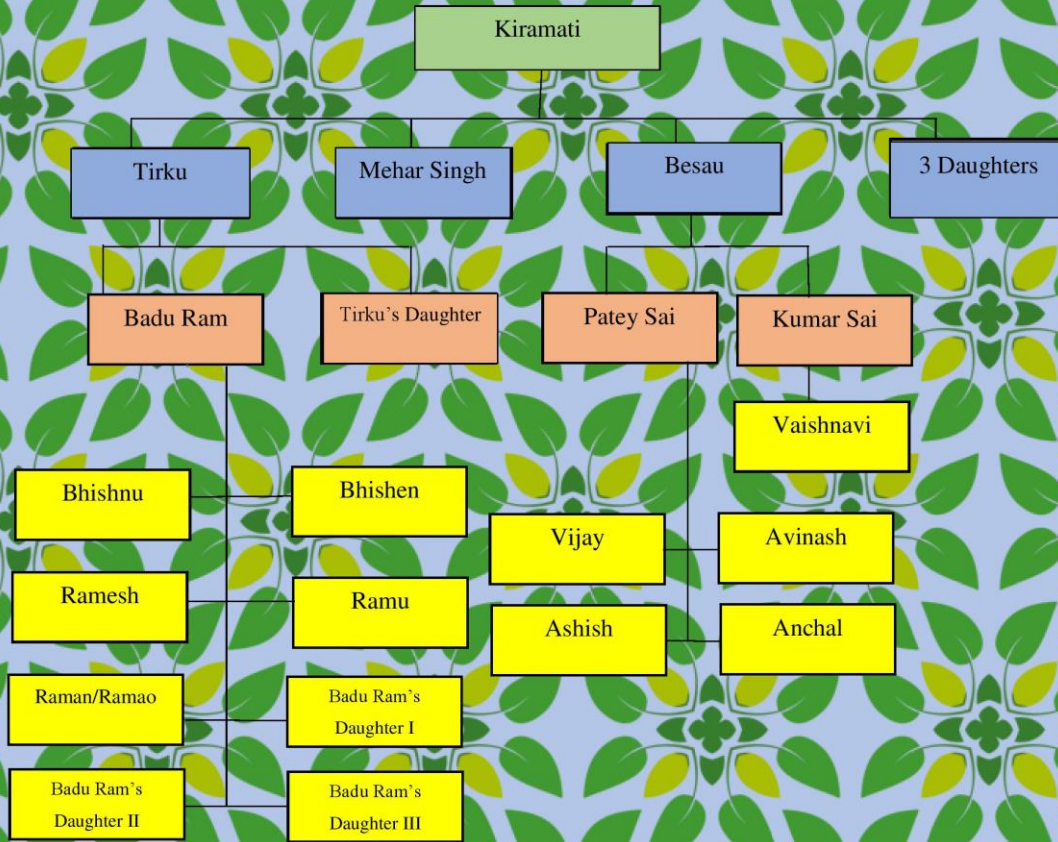 Kiramati
Tirku
Mehar Singh
Besau
3 Daughters
Badu Ram
Tirku's Daughter
Patey Sai
Kumar Sai
Vaishnavi
Bhishnu
Bhishen
Vijay
Avinash
Ramesh
Ramu
Ashish
Anchal
Raman/Ramao
Badu Ram's
Daughter I
Badu Ram's
Daughter II
Badu Ram's
Daughter III